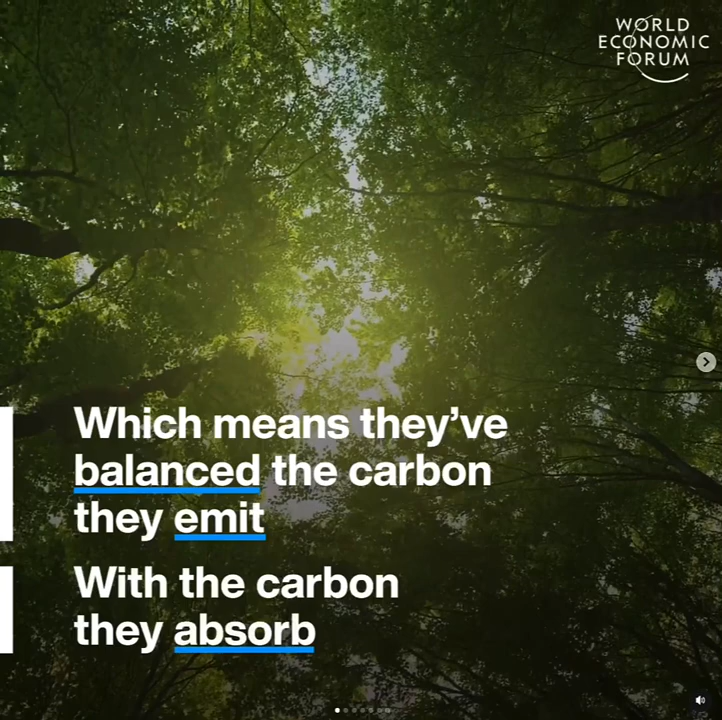 WORLD
ECONOMIC
FORUM
Which means they’ve
balanced the carbon
they emit
With the carbon
they absorb